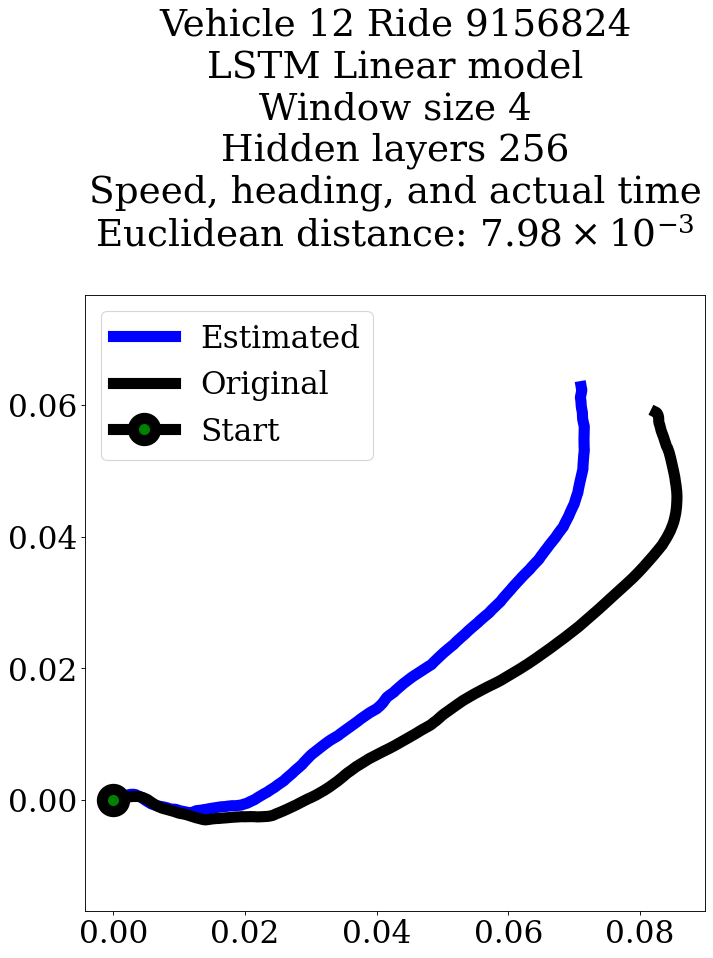 Vehicle 12 Ride 9156824
LSTM Linear model
Window size 4
Hidden layers 256
Speed, heading, and actual time
Euclidean distance: 7.98 × 10⁻³
Estimated
Original
Start
0.06
0.04
0.02
0.00
0.00 0.02 0.04 0.06 0.08